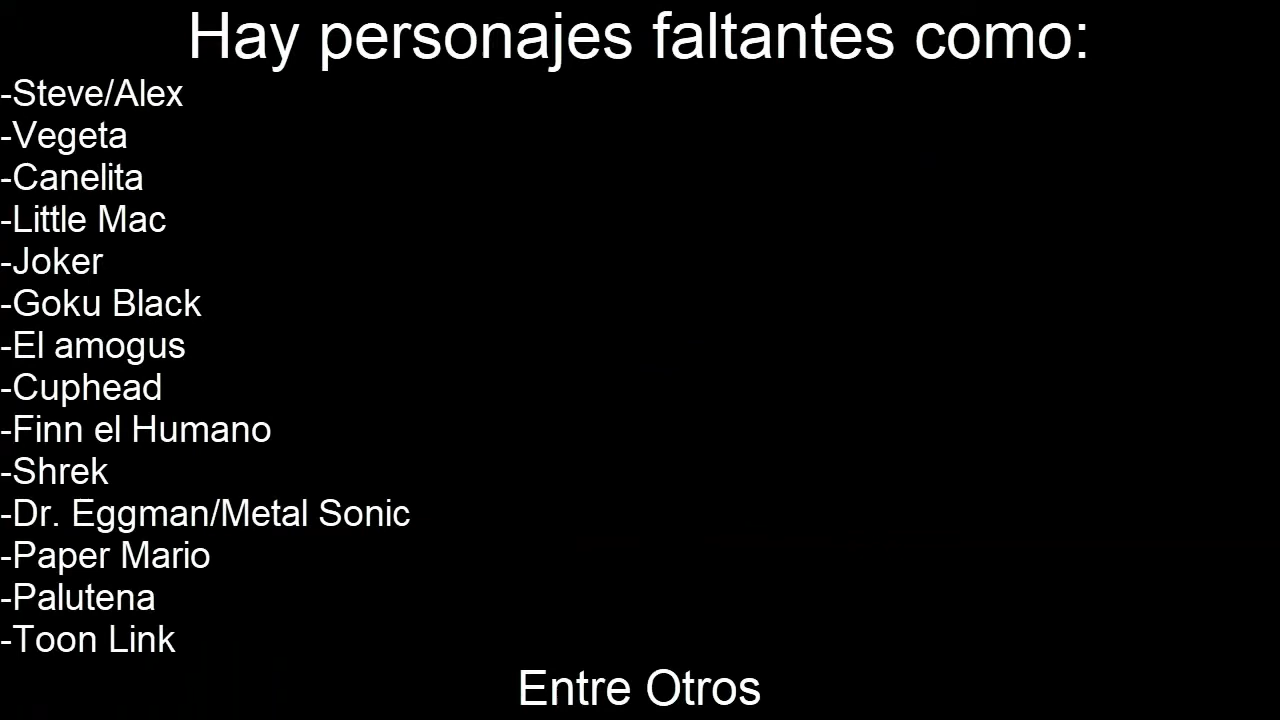 Hay personajes faltantes como:
-Steve/Alex
-Vegeta
-Canelita
-Little Mac
-Joker
-Goku Black
-El amogus
-Cuphead
-Finn el Humano
-Shrek
-Dr. Eggman/Metal Sonic
-Paper Mario
-Palutena
-Toon Link
Entre Otros